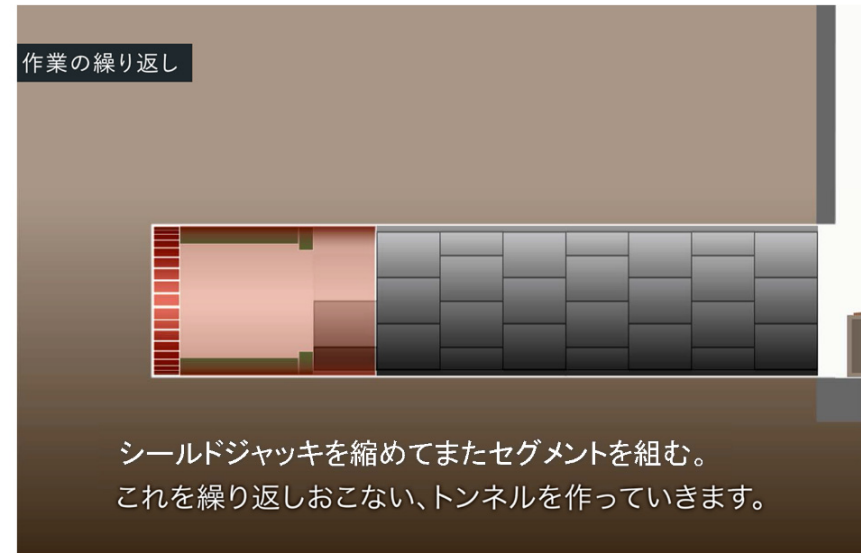 作業の繰り返し
シールドジャッキを縮めてまたセグメントを組む。
これを繰り返しおこない、トンネルを作っていきます。